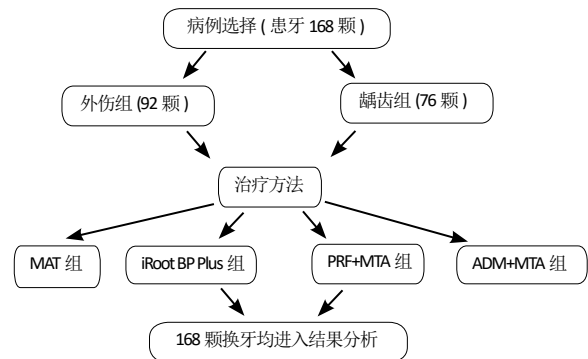 病例选择 ( 患牙 168 颗 )
外伤组 (92 颗 )
龋齿组 (76 颗 )
治疗方法
MAT 组
iRoot BP Plus 组
PRF+MTA 组
ADM+MTA 组
168 颗换牙均进入结果分析